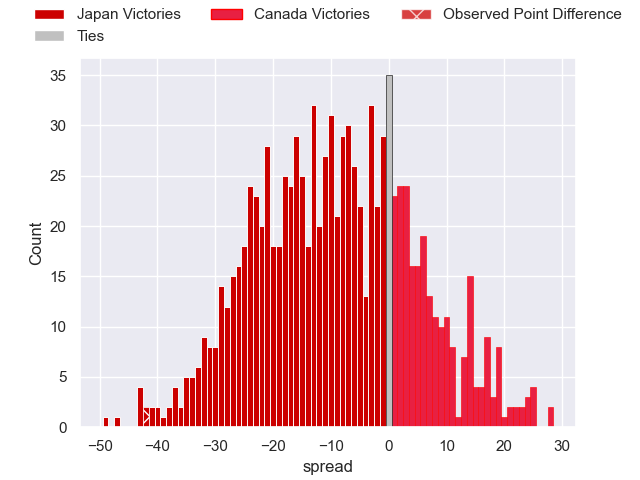 Japan Victories Canada Victories Observed Point Difference
Ties
35
30
25
20
15
10
5
0
Count
−50 −40 −30 −20 −10 0 10 20 30
spread